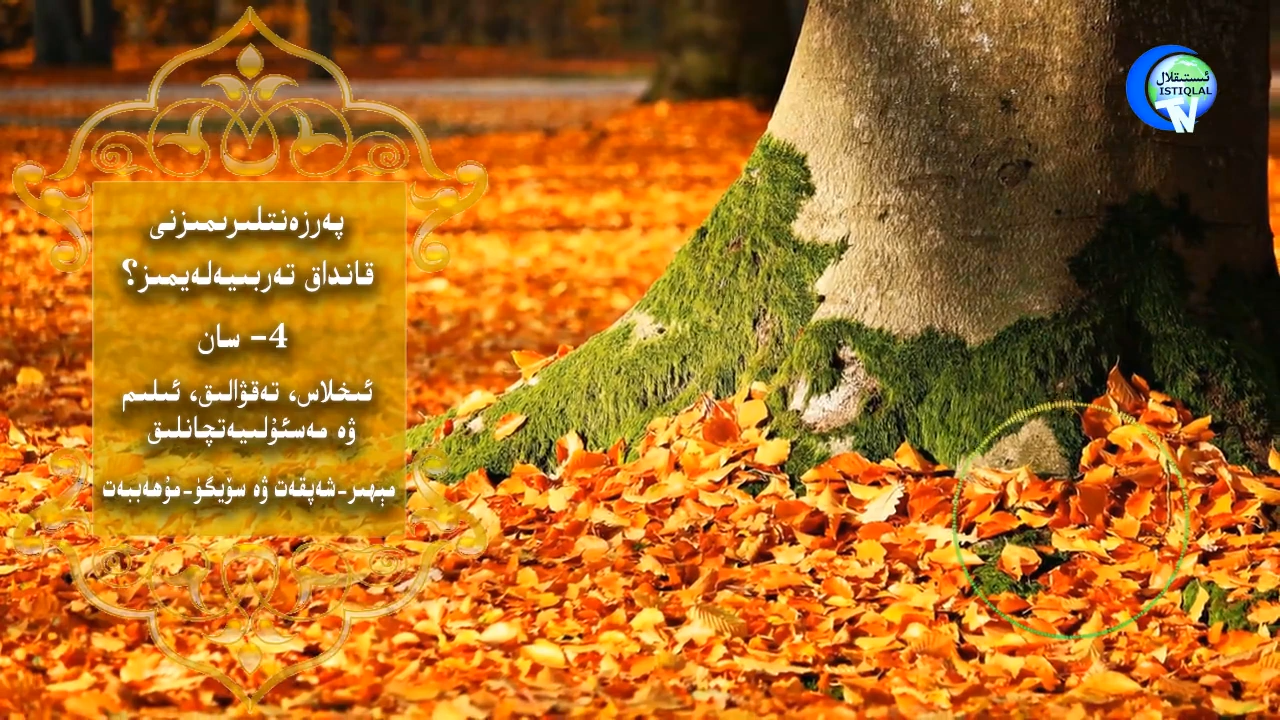 پەرزەنتلىرىمىزنى
قانداق تەربىيەلەيمىز؟
4- سان
ئىخلاس، تەقۋالىق، ئىلىم
ۋە مەسئۇلىيەتچانلىق
مېھىر-شەپقەت ۋە سۆيگۈ-مۇھەببەت
ئىستىقلال
ISTIQLAL
TV